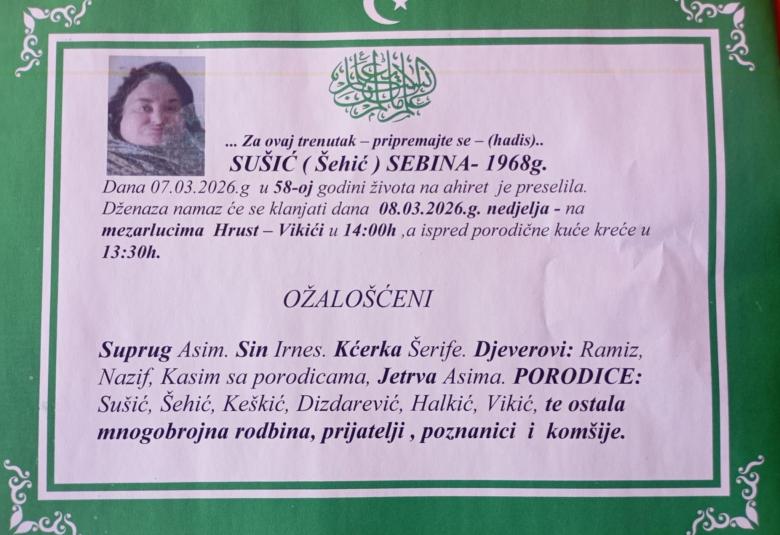 ... Za ovaj trenutak – pripremajte se – (hadis)..
SUŠIĆ ( Šehić ) SEBINA- 1968g.
Dana 07.03.2026.g u 58-oj godini života na ahiret je preselila.
Dženaza namaz će se klanjati dana 08.03.2026.g. nedjelja - na
mezarlucima Hrust – Vikići u 14:00h ,a ispred porodične kuće kreće u
13:30h.
OŽALOŠĆENI
Suprug Asim. Sin Irnes. Kćerka Šerife. Djeverovi: Ramiz,
Nazif, Kasim sa porodicama, Jetrva Asima. PORODICE:
Sušić, Šehić, Keškić, Dizdarević, Halkić, Vikić, te ostala
mnogobrojna rodbina, prijatelji , poznanici i komšije.